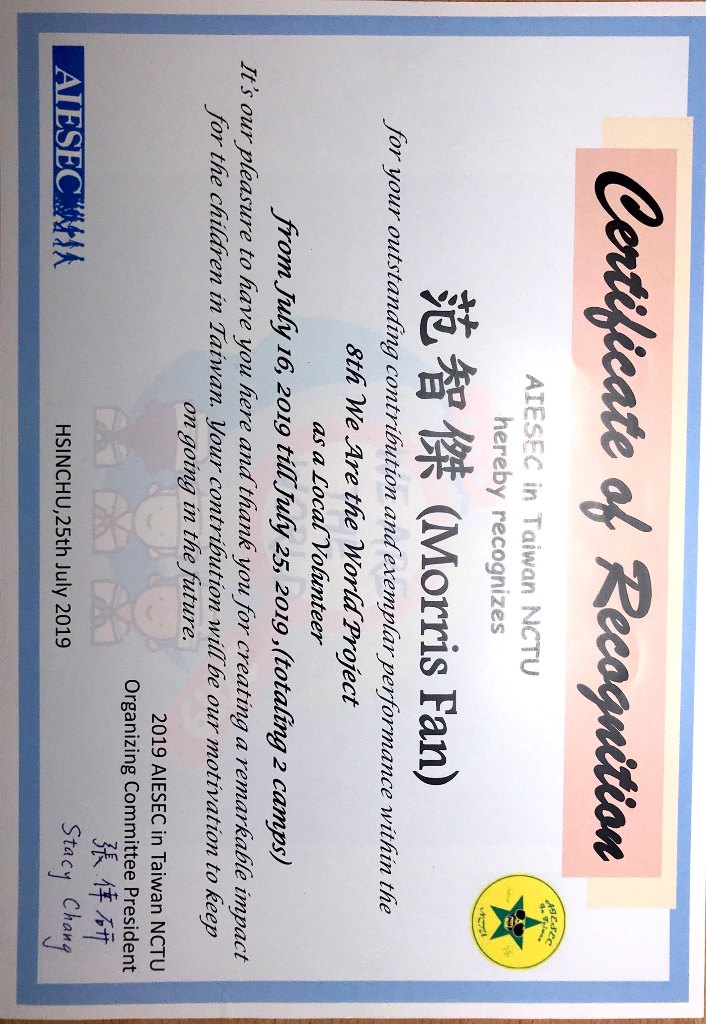 Certificate of Recognition
AIESEC in Taiwan NCTU
hereby recognizes
AIESEC
In Taiwan
NCTU
范智傑 (Morris Fan)
for your outstanding contribution and exemplar performance within the
8th We Are the World Project
as a Local Volunteer
from July 16, 2019 till July 25, 2019 ,(totaling 2 camps)
It's our pleasure to have you here and thank you for creating a remarkable impact
for the children in Taiwan. Your contribution will be our motivation to keep
on going in the future.
WE ARE
THE
WORLD
2019 AIESEC in Taiwan NCTU
Organizing Committee President
張倖研
Stacy Chang
AIESEC
HSINCHU,25th July 2019